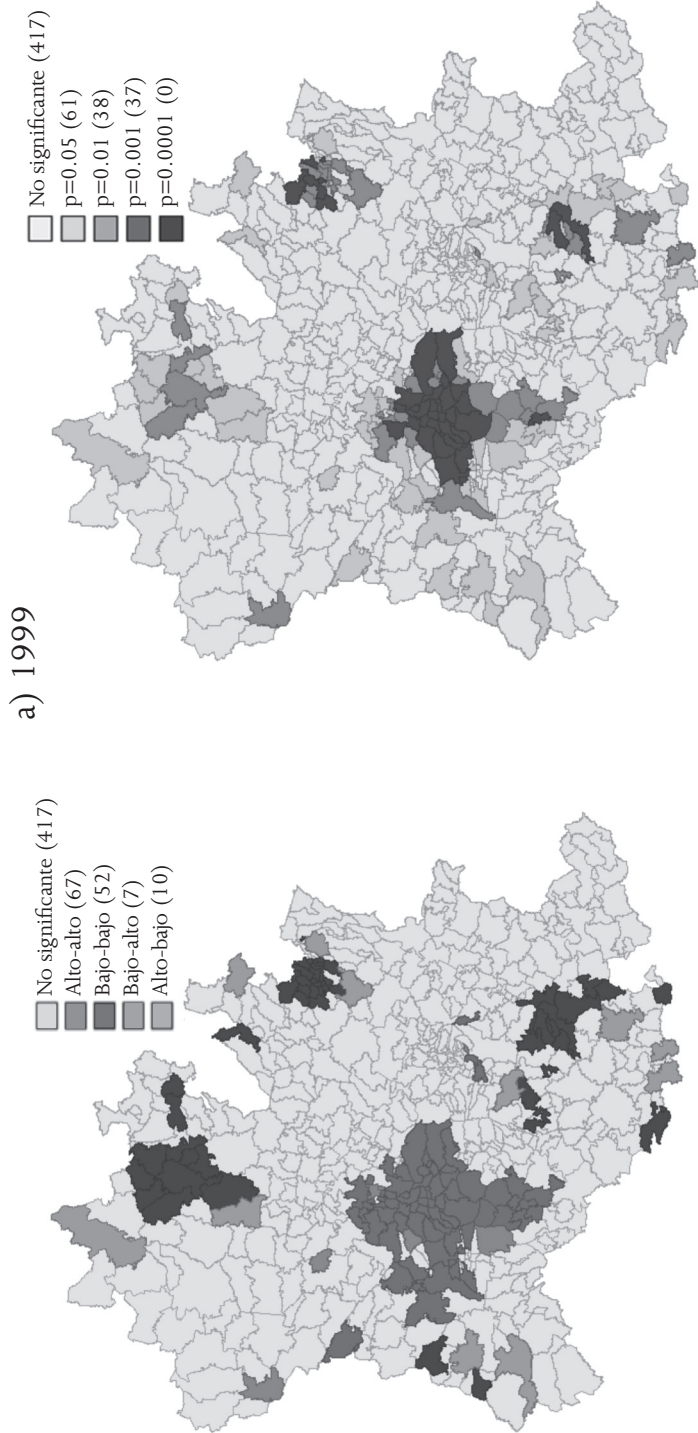 a) 1999
No significante (417)
Alto-alto (67)
Bajo-bajo (52)
Bajo-alto (7)
Alto-bajo (10)
No significante (417)
p=0.05 (61)
p=0.01 (38)
p=0.001 (37)
p=0.0001 (0)